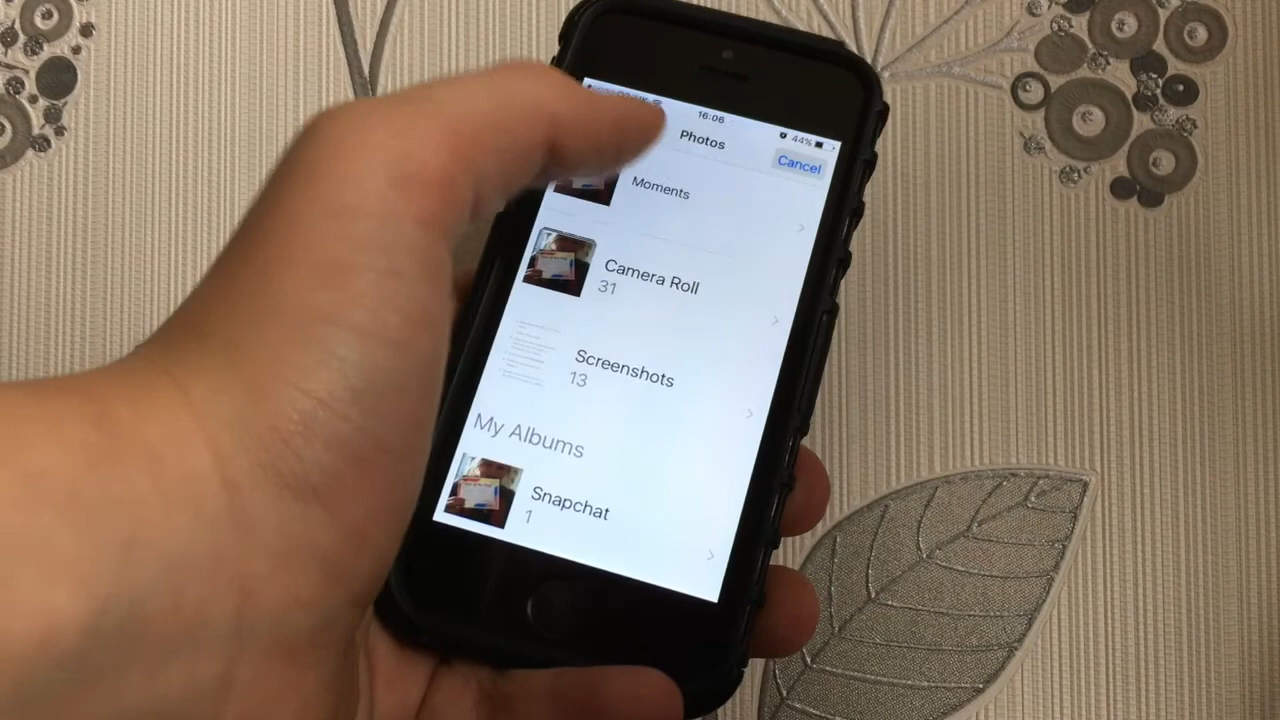 16:06
44%
Photos
Cancel
Moments
Camera Roll
31
Screenshots
13
My Albums
Snapchat
1